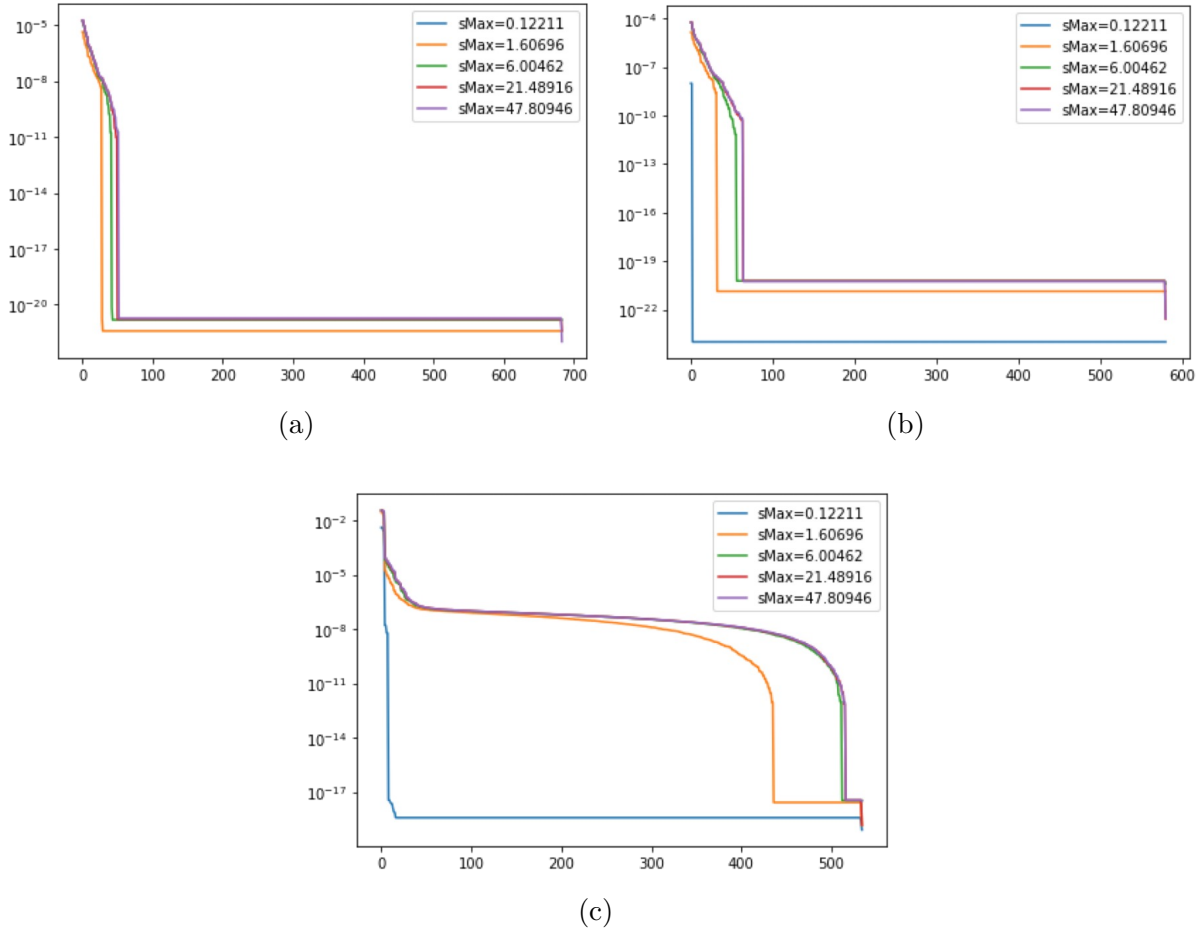 10⁻⁵
10⁻⁸
10⁻¹¹
10⁻¹⁴
10⁻¹⁷
10⁻²⁰
0 100 200 300 400 500 600 700
sMax=0.12211
sMax=1.60696
sMax=6.00462
sMax=21.48916
sMax=47.80946
(a)
10⁻⁴
10⁻⁷
10⁻¹⁰
10⁻¹³
10⁻¹⁶
10⁻¹⁹
10⁻²²
0 100 200 300 400 500 600
sMax=0.12211
sMax=1.60696
sMax=6.00462
sMax=21.48916
sMax=47.80946
(b)
10⁻²
10⁻⁵
10⁻⁸
10⁻¹¹
10⁻¹⁴
10⁻¹⁷
0 100 200 300 400 500
sMax=0.12211
sMax=1.60696
sMax=6.00462
sMax=21.48916
sMax=47.80946
(c)